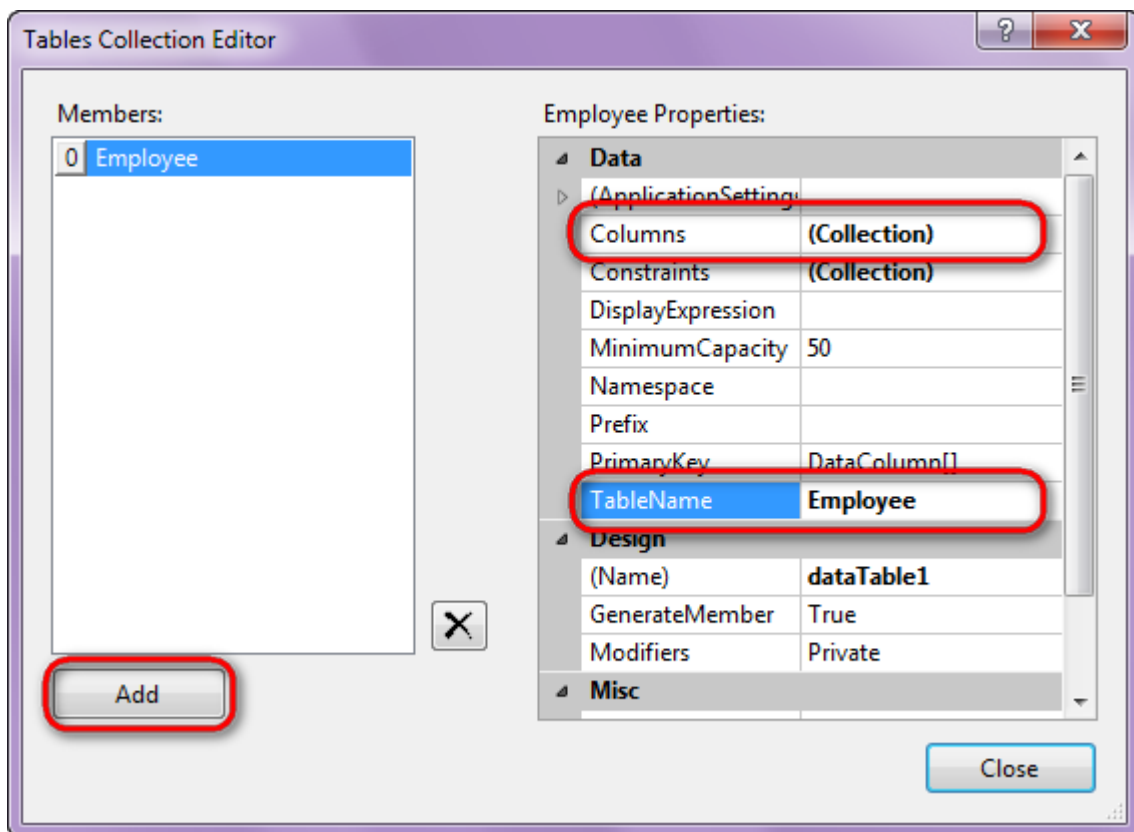 Tables Collection Editor
Members:
0 Employee
Add
Employee Properties:
Data
(ApplicationSettings
Columns (Collection)
Constraints (Collection)
DisplayExpression
MinimumCapacity 50
Namespace
Prefix
PrimaryKey DataColumn[]
TableName Employee
Design
(Name) dataTable1
GenerateMember True
Modifiers Private
Misc
Close